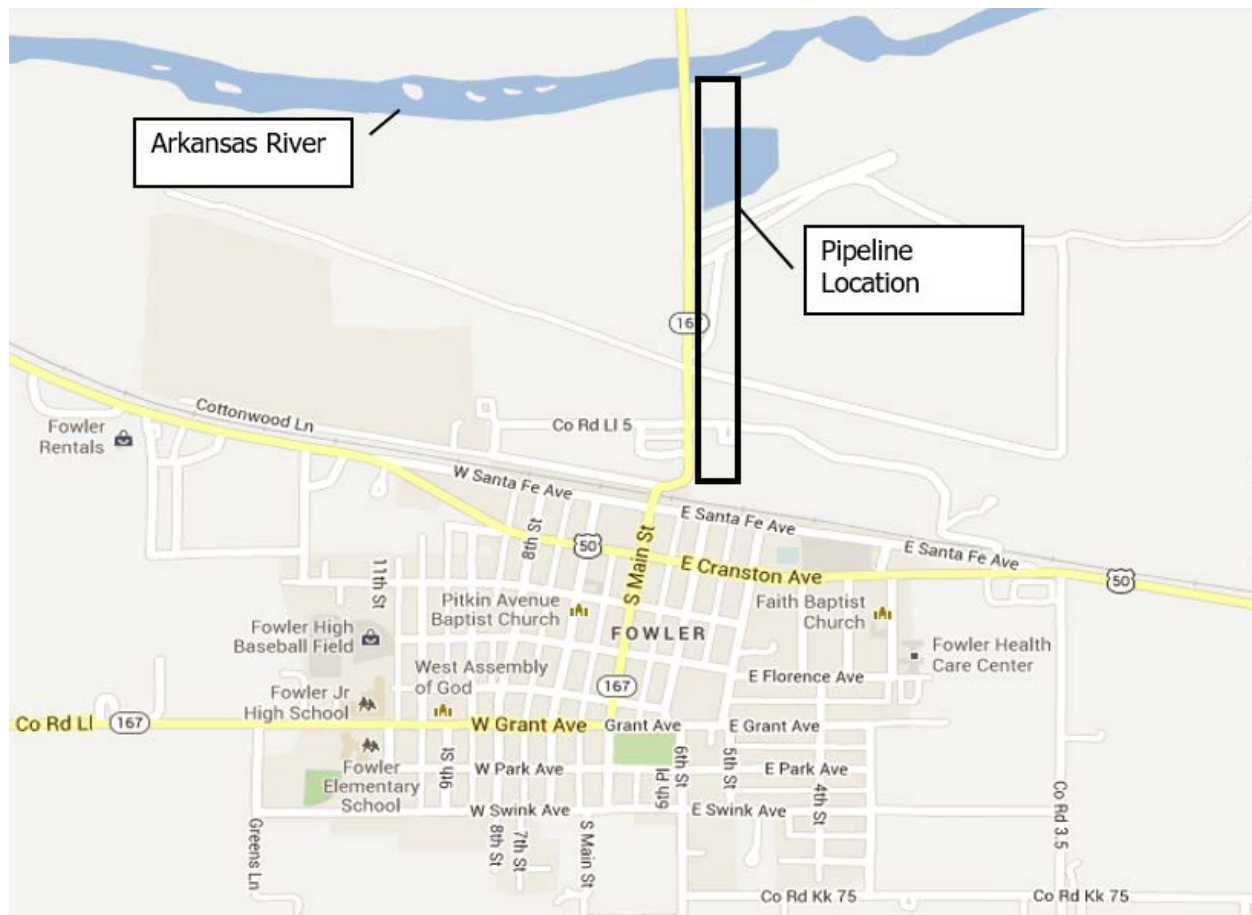 Arkansas River
Pipeline
Location
167
Cottonwood Ln
Fowler
Rentals
Co Rd Ll 5
W Santa Fe Ave
E Santa Fe Ave
E Santa Fe Ave
8th St
50
S Main St
E Cranston Ave
50
11th St
Pitkin Avenue
Baptist Church
Faith Baptist
Church
Fowler High
Baseball Field
FOWLER
Fowler Health
Care Center
West Assembly
of God
E Florence Ave
Fowler Jr
High School
167
Co Rd Ll
167
W Grant Ave
Grant Ave
E Grant Ave
Fowler
Elementary
School
9th St
W Park Ave
6th Pl
6th St
5th St
E Park Ave
4th St
W Swink Ave
E Swink Ave
Greens Ln
8th St
7th St
S Main St
Co Rd 3.5
Co Rd Kk 75
Co Rd Kk 75